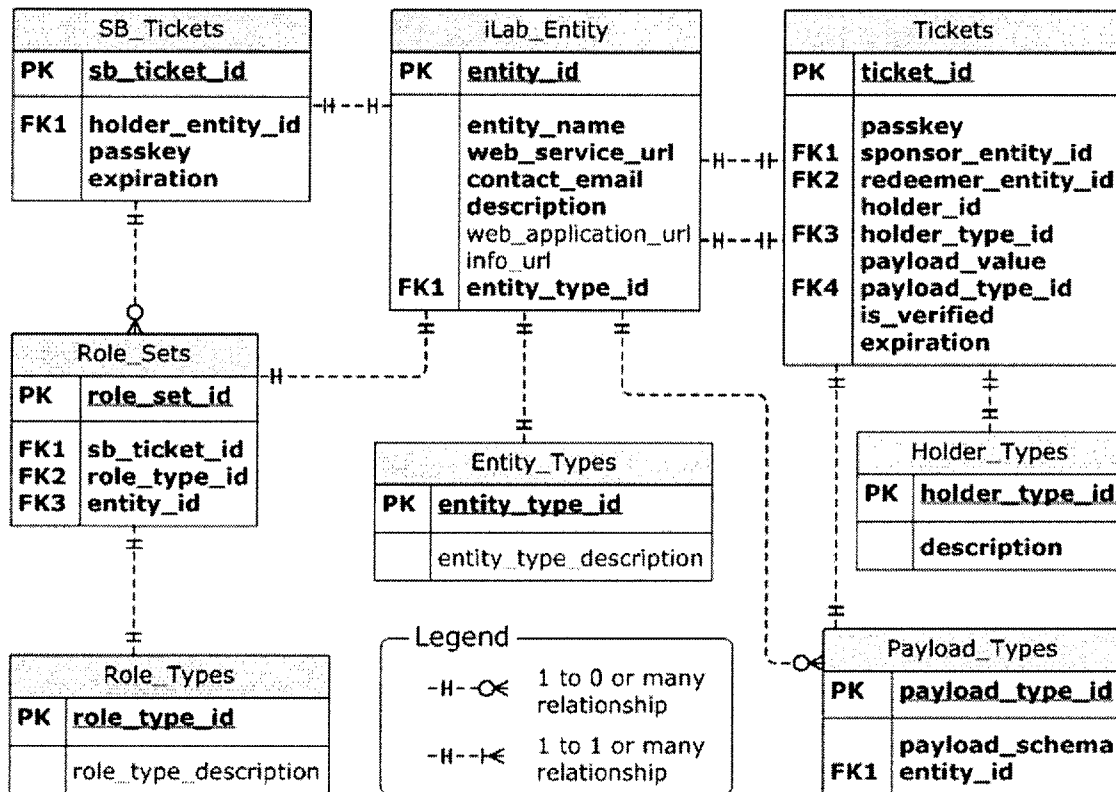 SB_Tickets
PK sb_ticket_id
FK1 holder_entity_id
passkey
expiration
iLab_Entity
PK entity_id
entity_name
web_service_url
contact_email
description
web_application_url
info_url
FK1 entity_type_id
Tickets
PK ticket_id
passkey
FK1 sponsor_entity_id
FK2 redeemer_entity_id
holder_id
FK3 holder_type_id
payload_value
FK4 payload_type_id
is_verified
expiration
Role_Sets
PK role_set_id
FK1 sb_ticket_id
FK2 role_type_id
FK3 entity_id
Entity_Types
PK entity_type_id
entity_type_description
Holder_Types
PK holder_type_id
description
Role_Types
PK role_type_id
role_type_description
Legend
1 to 0 or many
relationship
1 to 1 or many
relationship
Payload_Types
PK payload_type_id
payload_schema
FK1 entity_id